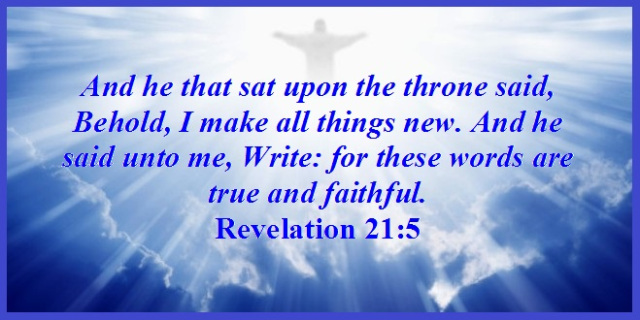 And he that sat upon the throne said,
Behold, I make all things new. And he
said unto me, Write: for these words are
true and faithful.
Revelation 21:5